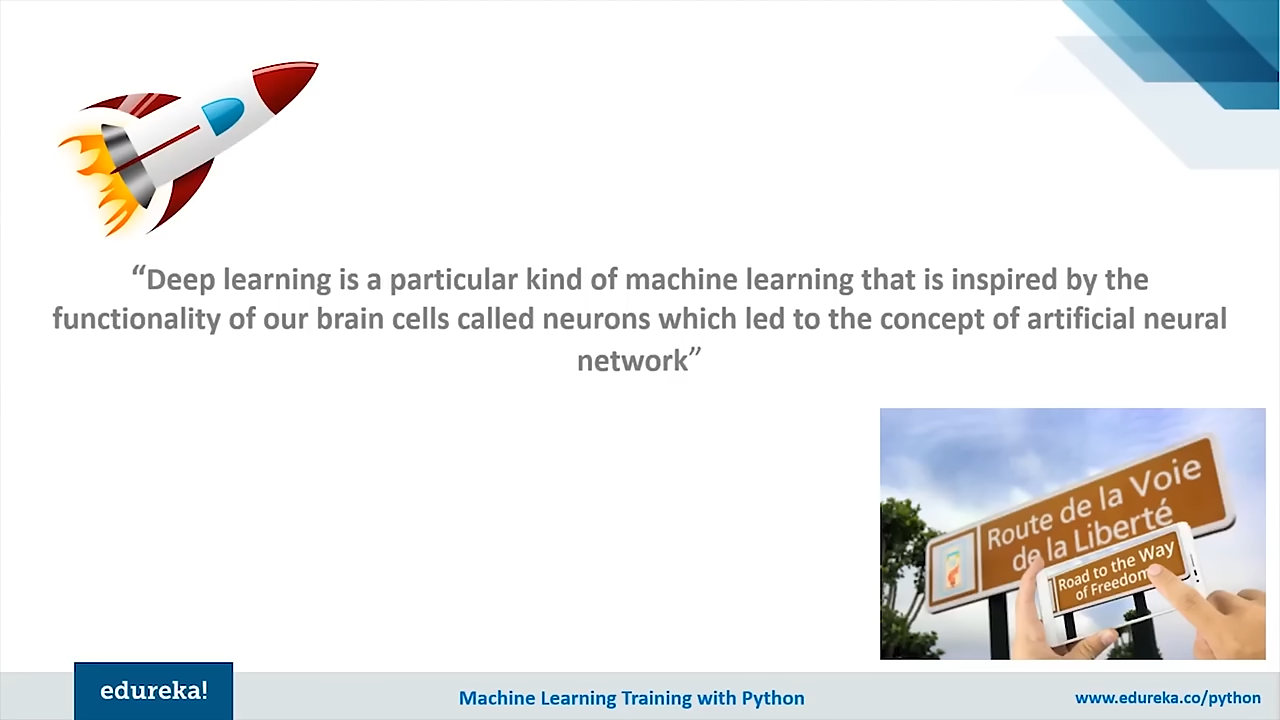 “Deep learning is a particular kind of machine learning that is inspired by the
functionality of our brain cells called neurons which led to the concept of artificial neural
network”
Route de la Voie
de la Liberté
Road to the Way
of Freedom
edureka!
Machine Learning Training with Python
www.edureka.co/python